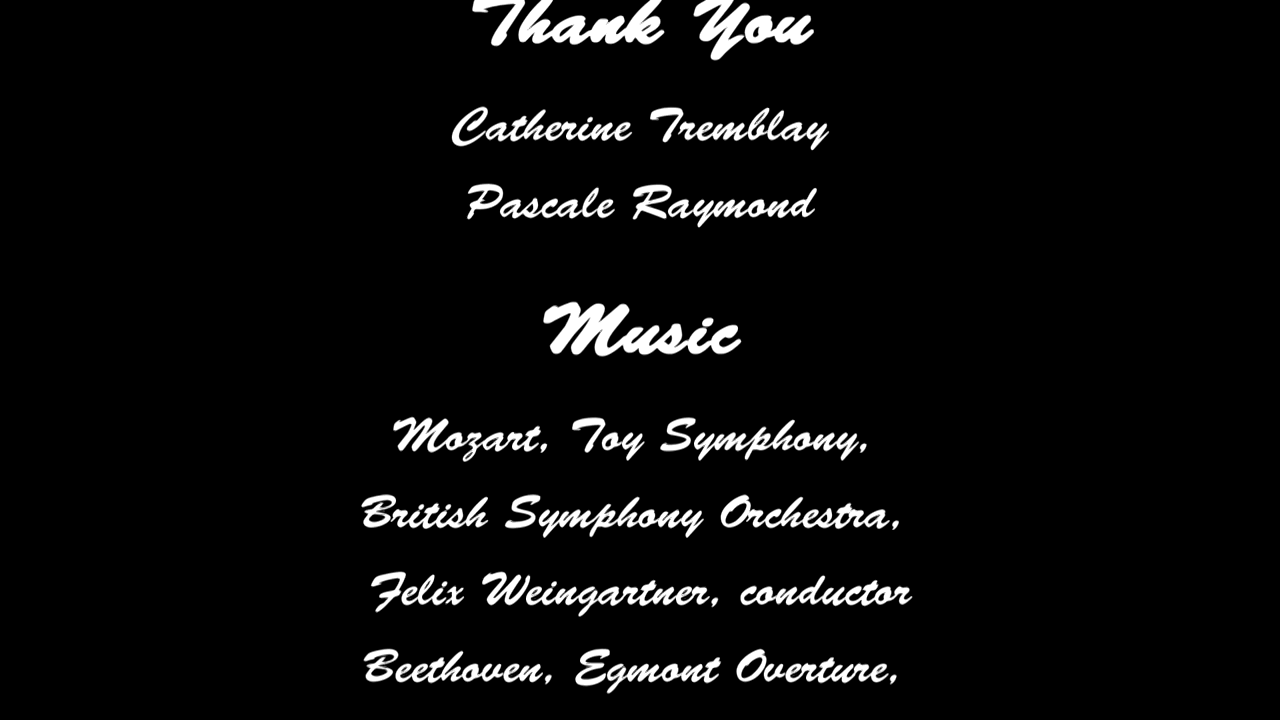 Thank You
Catherine Tremblay
Pascale Raymond
Music
Mozart, Toy Symphony,
British Symphony Orchestra,
Felix Weingartner, conductor
Beethoven, Egmont Overture,